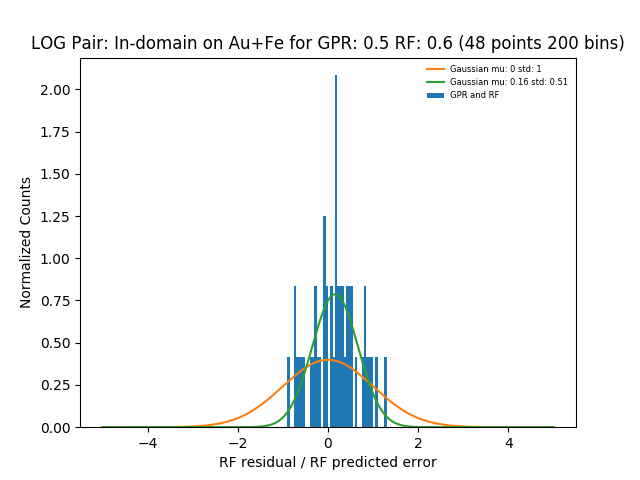 LOG Pair: In-domain on Au+Fe for GPR: 0.5 RF: 0.6 (48 points 200 bins)
Gaussian mu: 0 std: 1
Gaussian mu: 0.16 std: 0.51
GPR and RF
2.00
1.75
1.50
1.25
1.00
0.75
0.50
0.25
0.00
Normalized Counts
−4 −2 0 2 4
RF residual / RF predicted error